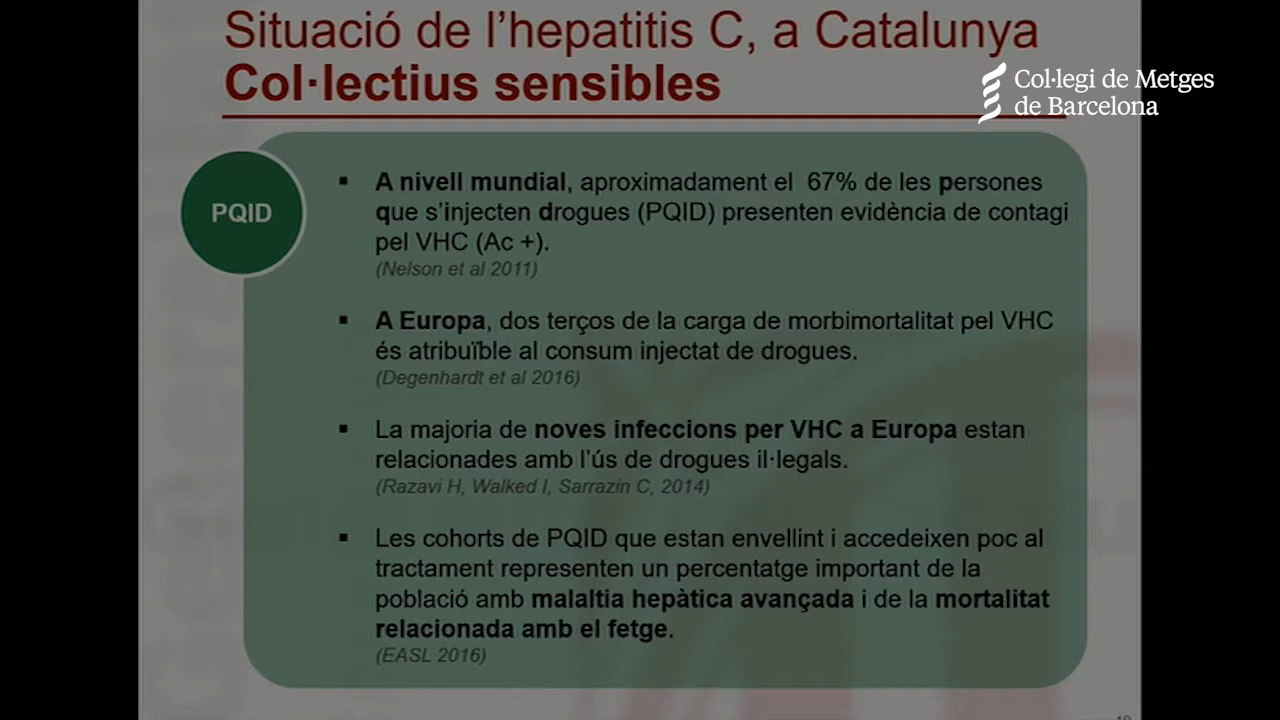 Situació de l'hepatitis C, a Catalunya
Col·lectius sensibles
Col·legi de Metges
de Barcelona
PQID
▪ A nivell mundial, aproximadament el 67% de les persones
que s'injecten drogues (PQID) presenten evidència de contagi
pel VHC (Ac +).
(Nelson et al 2011)
▪ A Europa, dos terços de la carga de morbimortalitat pel VHC
és atribuïble al consum injectat de drogues.
(Degenhardt et al 2016)
▪ La majoria de noves infeccions per VHC a Europa estan
relacionades amb l'ús de drogues il·legals.
(Razavi H, Walked I, Sarrazin C, 2014)
▪ Les cohorts de PQID que estan envellint i accedeixen poc al
tractament representen un percentatge important de la
població amb malaltia hepàtica avançada i de la mortalitat
relacionada amb el fetge.
(EASL 2016)